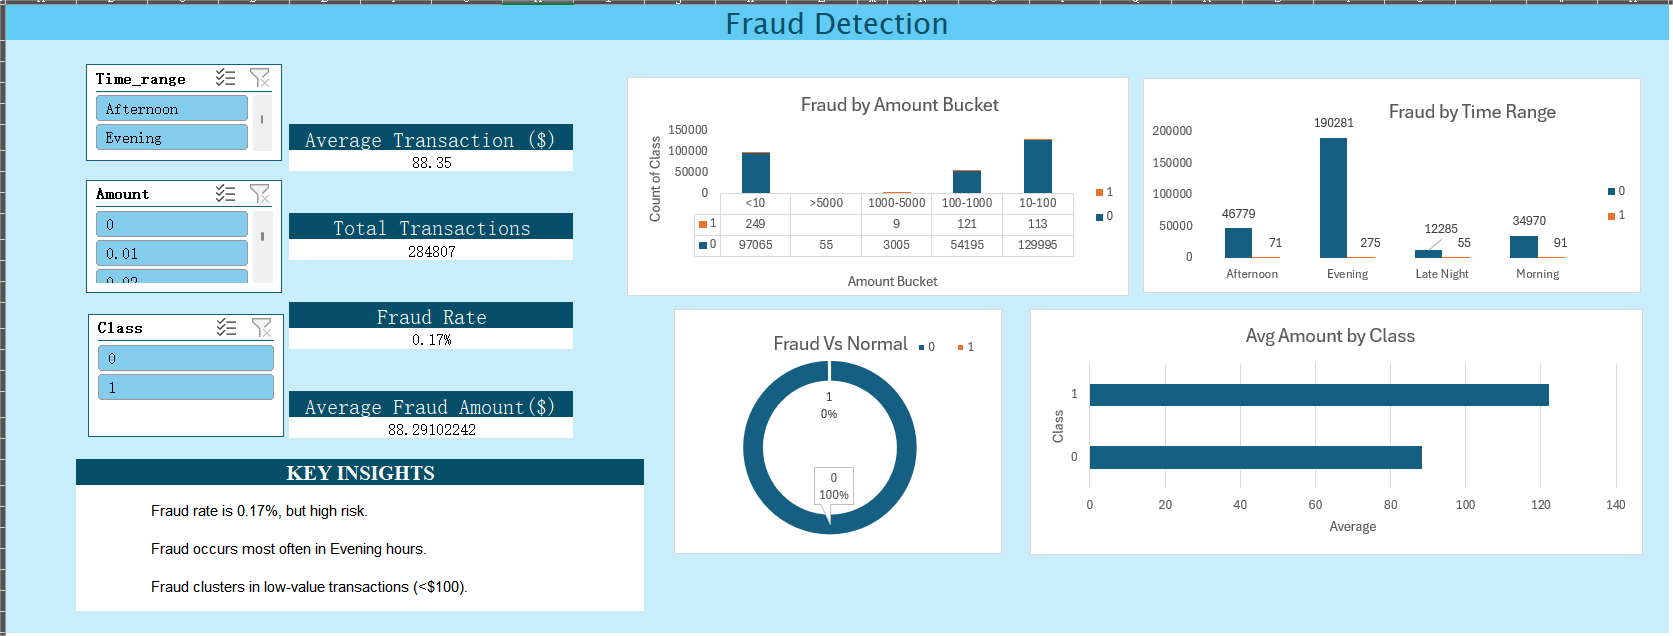 Fraud Detection
Time_range
Afternoon
Evening
Amount
0
0.01
Class
0
1
Average Transaction ($)
88.35
Total Transactions
284807
Fraud Rate
0.17%
Average Fraud Amount($)
88.29102242
KEY INSIGHTS
Fraud rate is 0.17%, but high risk.
Fraud occurs most often in Evening hours.
Fraud clusters in low-value transactions (<$100).
Fraud by Amount Bucket
Count of Class
150000
100000
50000
0
<10 >5000 1000-5000 100-1000 10-100
1 249 9 121 113
0 97065 55 3005 54195 129995
Amount Bucket
1
0
Fraud by Time Range
200000
150000
100000
50000
0
46779 71
190281 275
12285 55
34970 91
Afternoon Evening Late Night Morning
0
1
Fraud Vs Normal
0 1
1
0%
0
100%
Avg Amount by Class
Class
1
0
0 20 40 60 80 100 120 140
Average